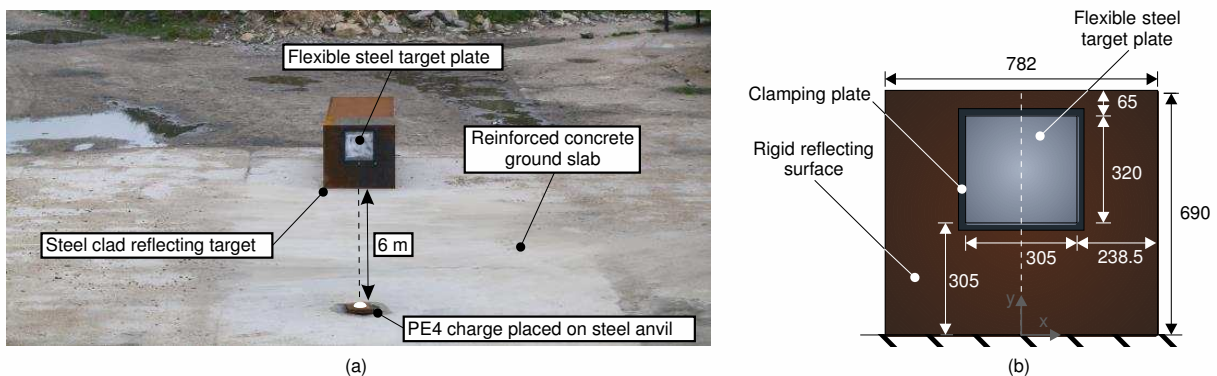 Flexible steel target plate
Reinforced concrete
ground slab
Steel clad reflecting target
6 m
PE4 charge placed on steel anvil
(a)
Flexible steel
target plate
782
Clamping plate
65
Rigid reflecting
surface
320
690
305
238.5
305
y
x
(b)